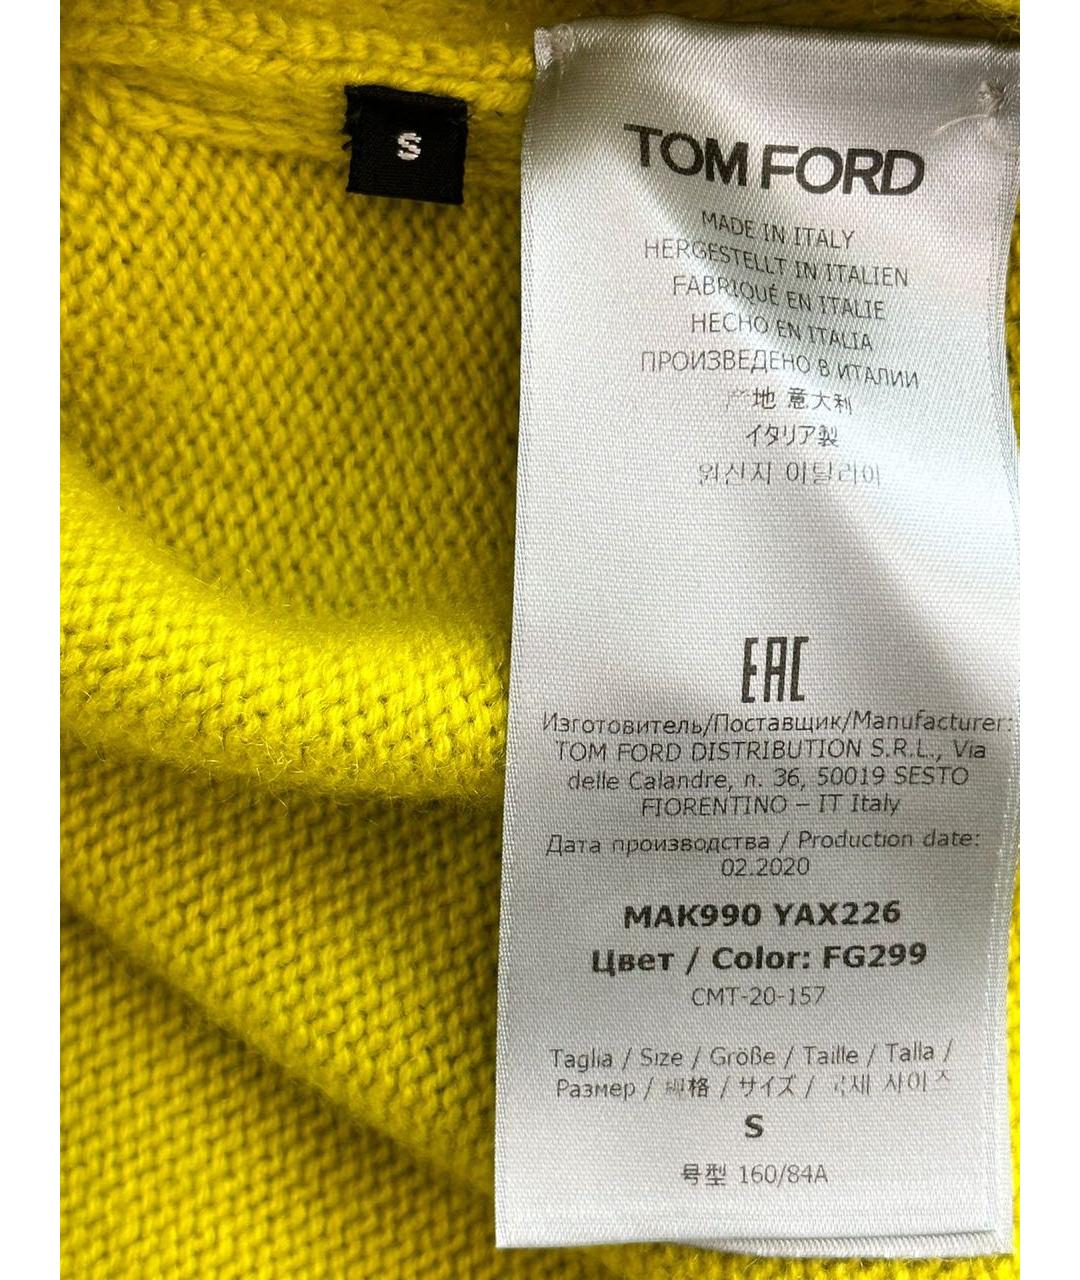 S
TOM FORD
MADE IN ITALY
HERGESTELLT IN ITALIEN
FABRIQUÉ EN ITALIE
HECHO EN ITALIA
ПРОИЗВЕДЕНО В ИТАЛИИ
产地 意大利
イタリア製
원산지 이탈리아
EAC
Изготовитель/Поставщик/Manufacturer:
TOM FORD DISTRIBUTION S.R.L., Via
delle Calandre, n. 36, 50019 SESTO
FIORENTINO – IT Italy
Дата производства / Production date:
02.2020
MAK990 YAX226
Цвет / Color: FG299
CMT-20-157
Taglia / Size / Größe / Taille / Talla /
Размер / 规格 / サイズ / 사이즈
S
号型 160/84A